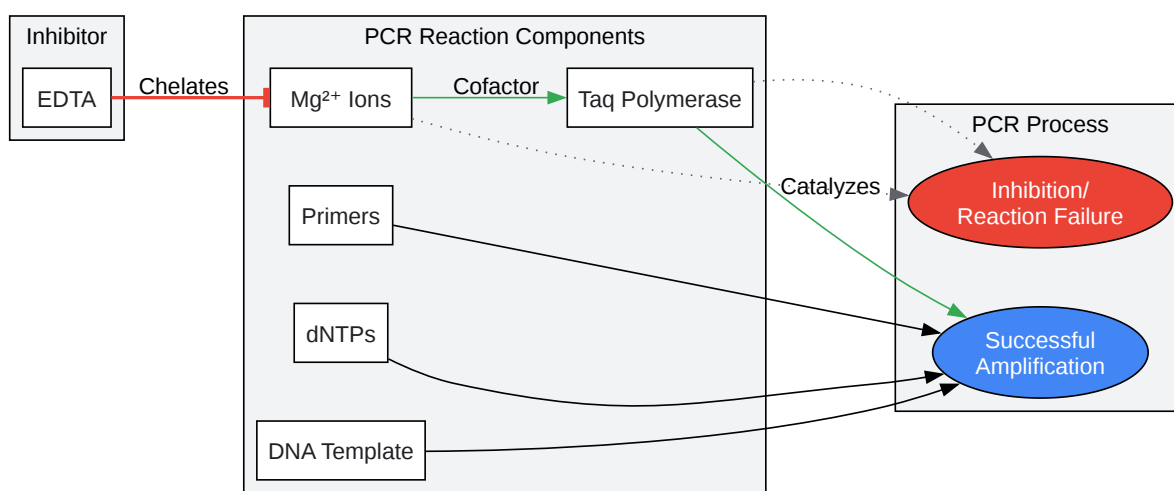 Inhibitor
EDTA
Chelates
PCR Reaction Components
Mg²⁺ Ions
Cofactor
Taq Polymerase
Primers
dNTPs
DNA Template
Catalyzes
PCR Process
Inhibition/
Reaction Failure
Successful
Amplification